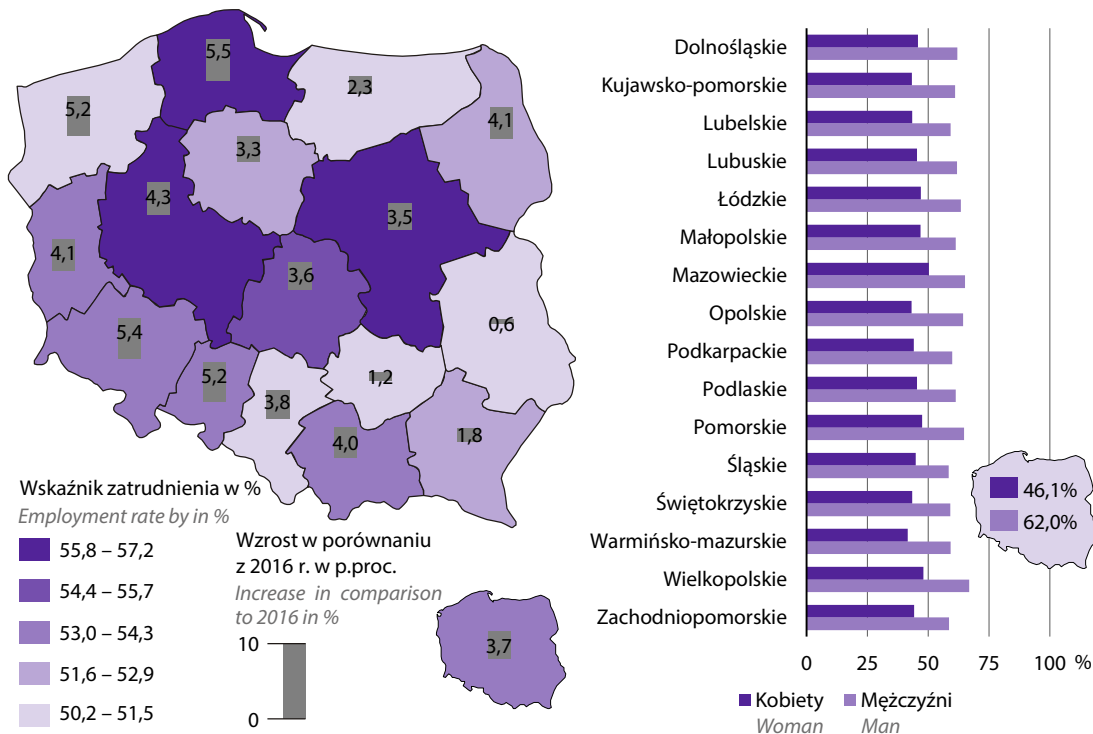 5,5
2,3
5,2
4,1
3,3
4,3
3,5
4,1
3,6
0,6
5,4
5,2
1,2
3,8
4,0
1,8
Wskaźnik zatrudnienia w %
Employment rate by in %
55,8 – 57,2
54,4 – 55,7
53,0 – 54,3
51,6 – 52,9
50,2 – 51,5
Wzrost w porównaniu
z 2016 r. w p.proc.
Increase in comparison
to 2016 in %
10
0
3,7
Dolnośląskie
Kujawsko-pomorskie
Lubelskie
Lubuskie
Łódzkie
Małopolskie
Mazowieckie
Opolskie
Podkarpackie
Podlaskie
Pomorskie
Śląskie
Świętokrzyskie
Warmińsko-mazurskie
Wielkopolskie
Zachodniopomorskie
46,1%
62,0%
0 25 50 75 100 %
Kobiety Mężczyźni
Woman Man